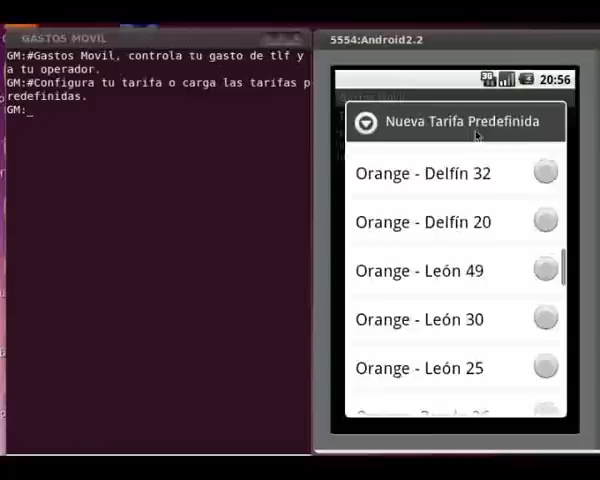 GASTOS MOVIL
GM:#Gastos Movil, controla tu gasto de tlf y
a tu operador.
GM:#Configura tu tarifa o carga las tarifas p
redefinidas.
GM:_
5554:Android2.2
3G
20:56
Nueva Tarifa Predefinida
Orange - Delfín 32
Orange - Delfín 20
Orange - León 49
Orange - León 30
Orange - León 25